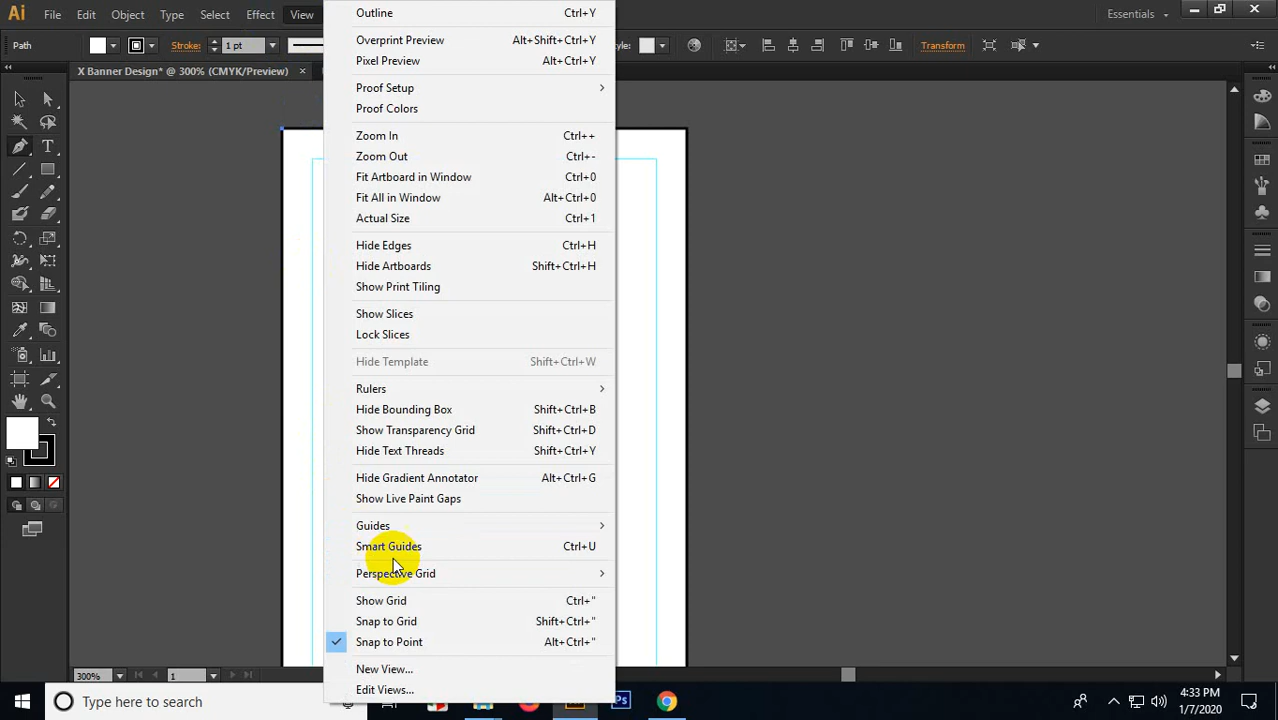 Ai File Edit Object Type Select Effect View Essentials
Path Stroke: 1 pt Style: Transform
X Banner Design* @ 300% (CMYK/Preview) ×
Outline Ctrl+Y
Overprint Preview Alt+Shift+Ctrl+Y
Pixel Preview Alt+Ctrl+Y
Proof Setup
Proof Colors
Zoom In Ctrl++
Zoom Out Ctrl+-
Fit Artboard in Window Ctrl+0
Fit All in Window Alt+Ctrl+0
Actual Size Ctrl+1
Hide Edges Ctrl+H
Hide Artboards Shift+Ctrl+H
Show Print Tiling
Show Slices
Lock Slices
Hide Template Shift+Ctrl+W
Rulers
Hide Bounding Box Shift+Ctrl+B
Show Transparency Grid Shift+Ctrl+D
Hide Text Threads Shift+Ctrl+Y
Hide Gradient Annotator Alt+Ctrl+G
Show Live Paint Gaps
Guides
Smart Guides Ctrl+U
Perspective Grid
Show Grid Ctrl+"
Snap to Grid Shift+Ctrl+"
Snap to Point Alt+Ctrl+"
New View...
Edit Views...
300% 1
Type here to search Ps 4:33 PM
1/7/2020